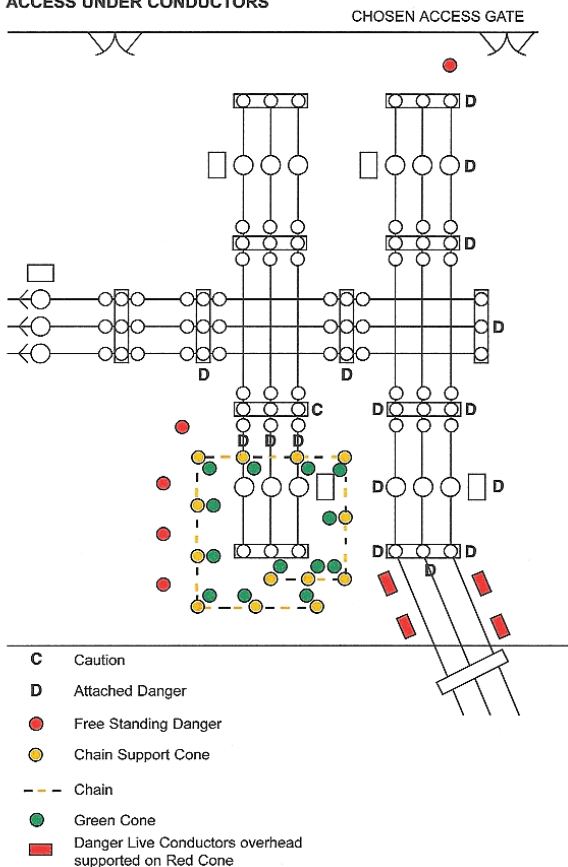 ACCESS UNDER CONDUCTORS
CHOSEN ACCESS GATE
D
D
D
D
D
D
C
D
D
D
D
D
D
D
D
D
D
D
C Caution
D Attached Danger
Free Standing Danger
Chain Support Cone
Chain
Green Cone
Danger Live Conductors overhead
supported on Red Cone